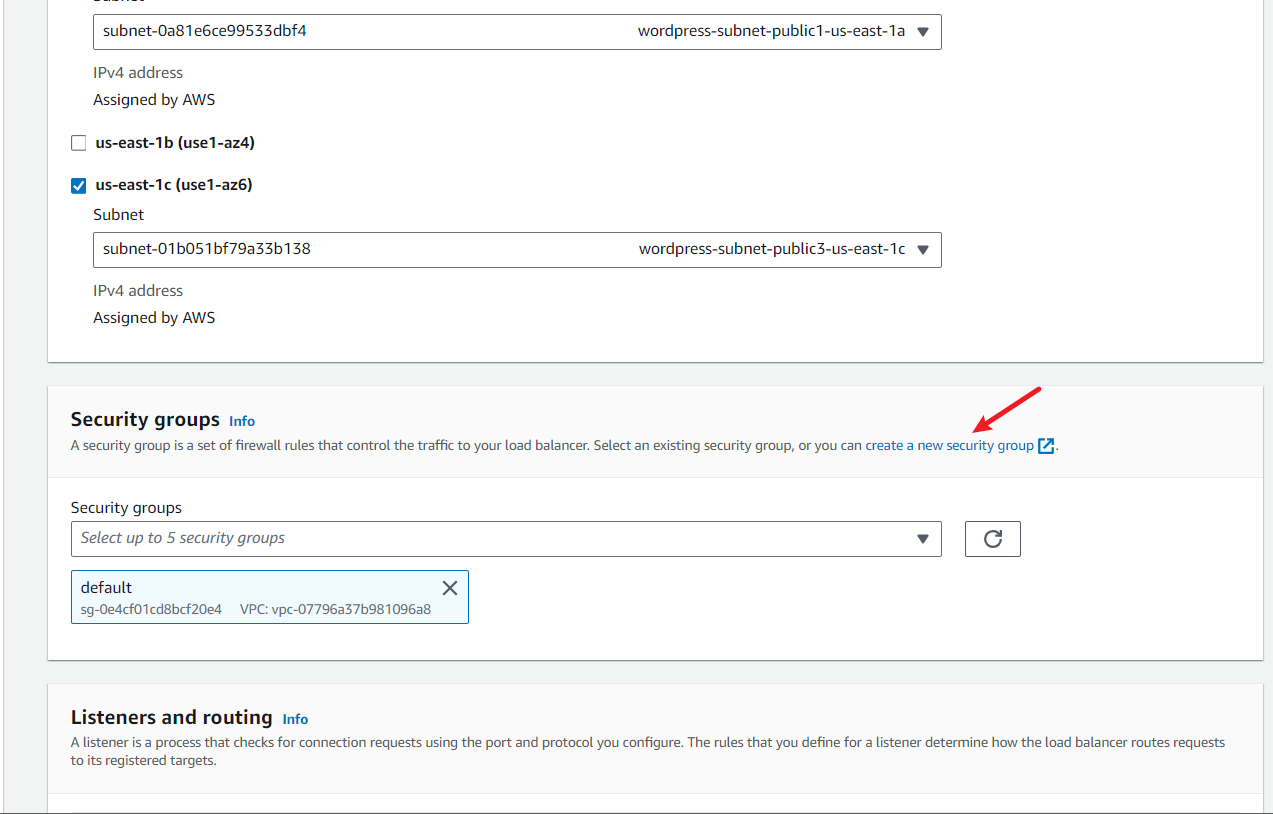 Subnet
subnet-0a81e6ce99533dbf4 wordpress-subnet-public1-us-east-1a
IPv4 address
Assigned by AWS
us-east-1b (use1-az4)
us-east-1c (use1-az6)
Subnet
subnet-01b051bf79a33b138 wordpress-subnet-public3-us-east-1c
IPv4 address
Assigned by AWS
Security groups Info
A security group is a set of firewall rules that control the traffic to your load balancer. Select an existing security group, or you can create a new security group.
Security groups
Select up to 5 security groups
default
sg-0e4cf01cd8bcf20e4 VPC: vpc-07796a37b981096a8
Listeners and routing Info
A listener is a process that checks for connection requests using the port and protocol you configure. The rules that you define for a listener determine how the load balancer routes requests
to its registered targets.